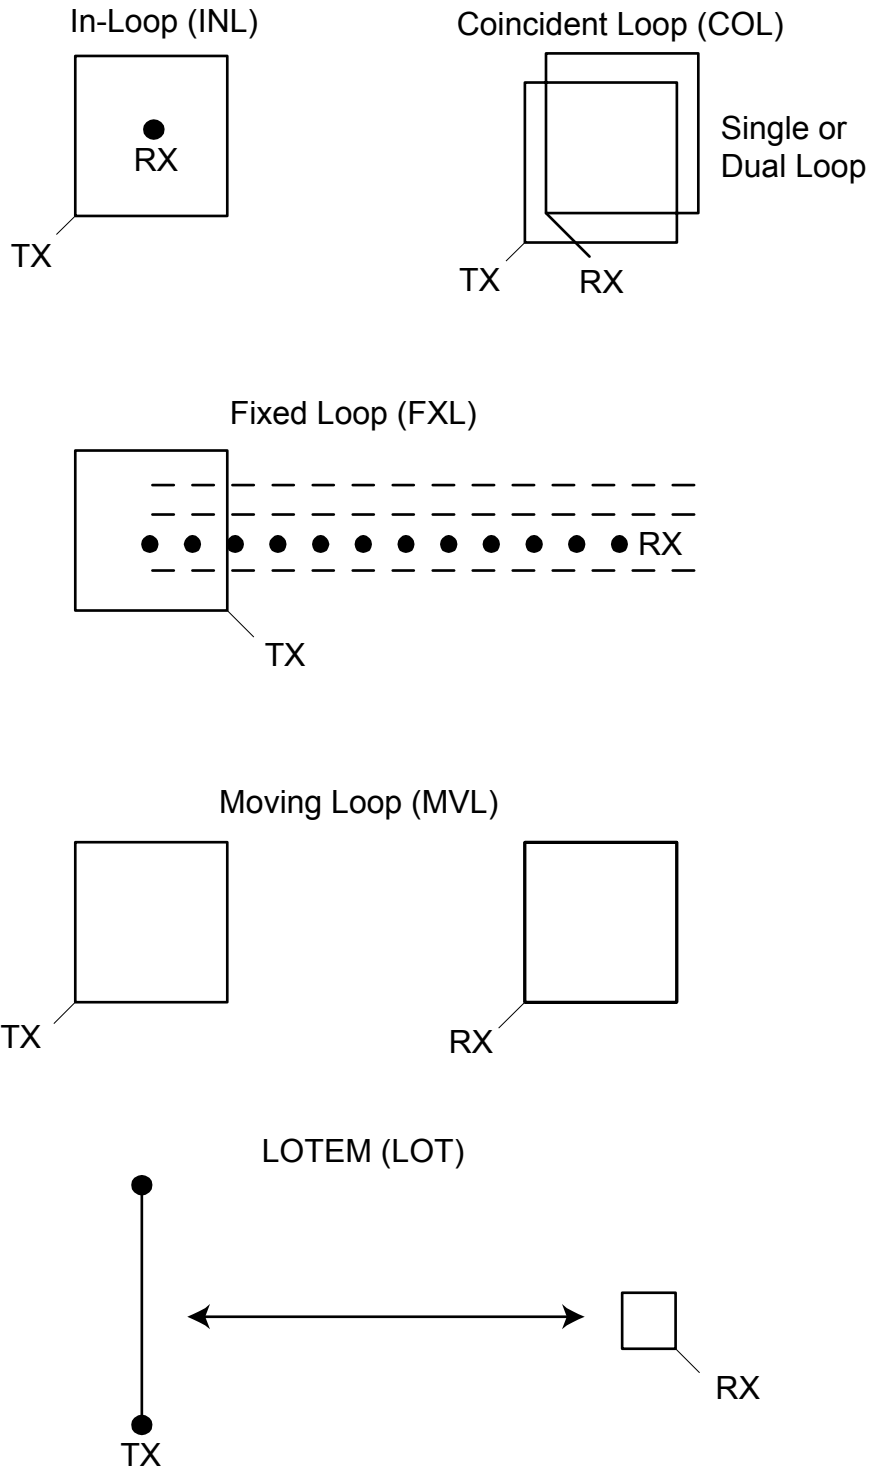 In-Loop (INL)
RX
TX
Coincident Loop (COL)
Single or
Dual Loop
TX
RX
Fixed Loop (FXL)
RX
TX
Moving Loop (MVL)
TX
RX
LOTEM (LOT)
TX
RX